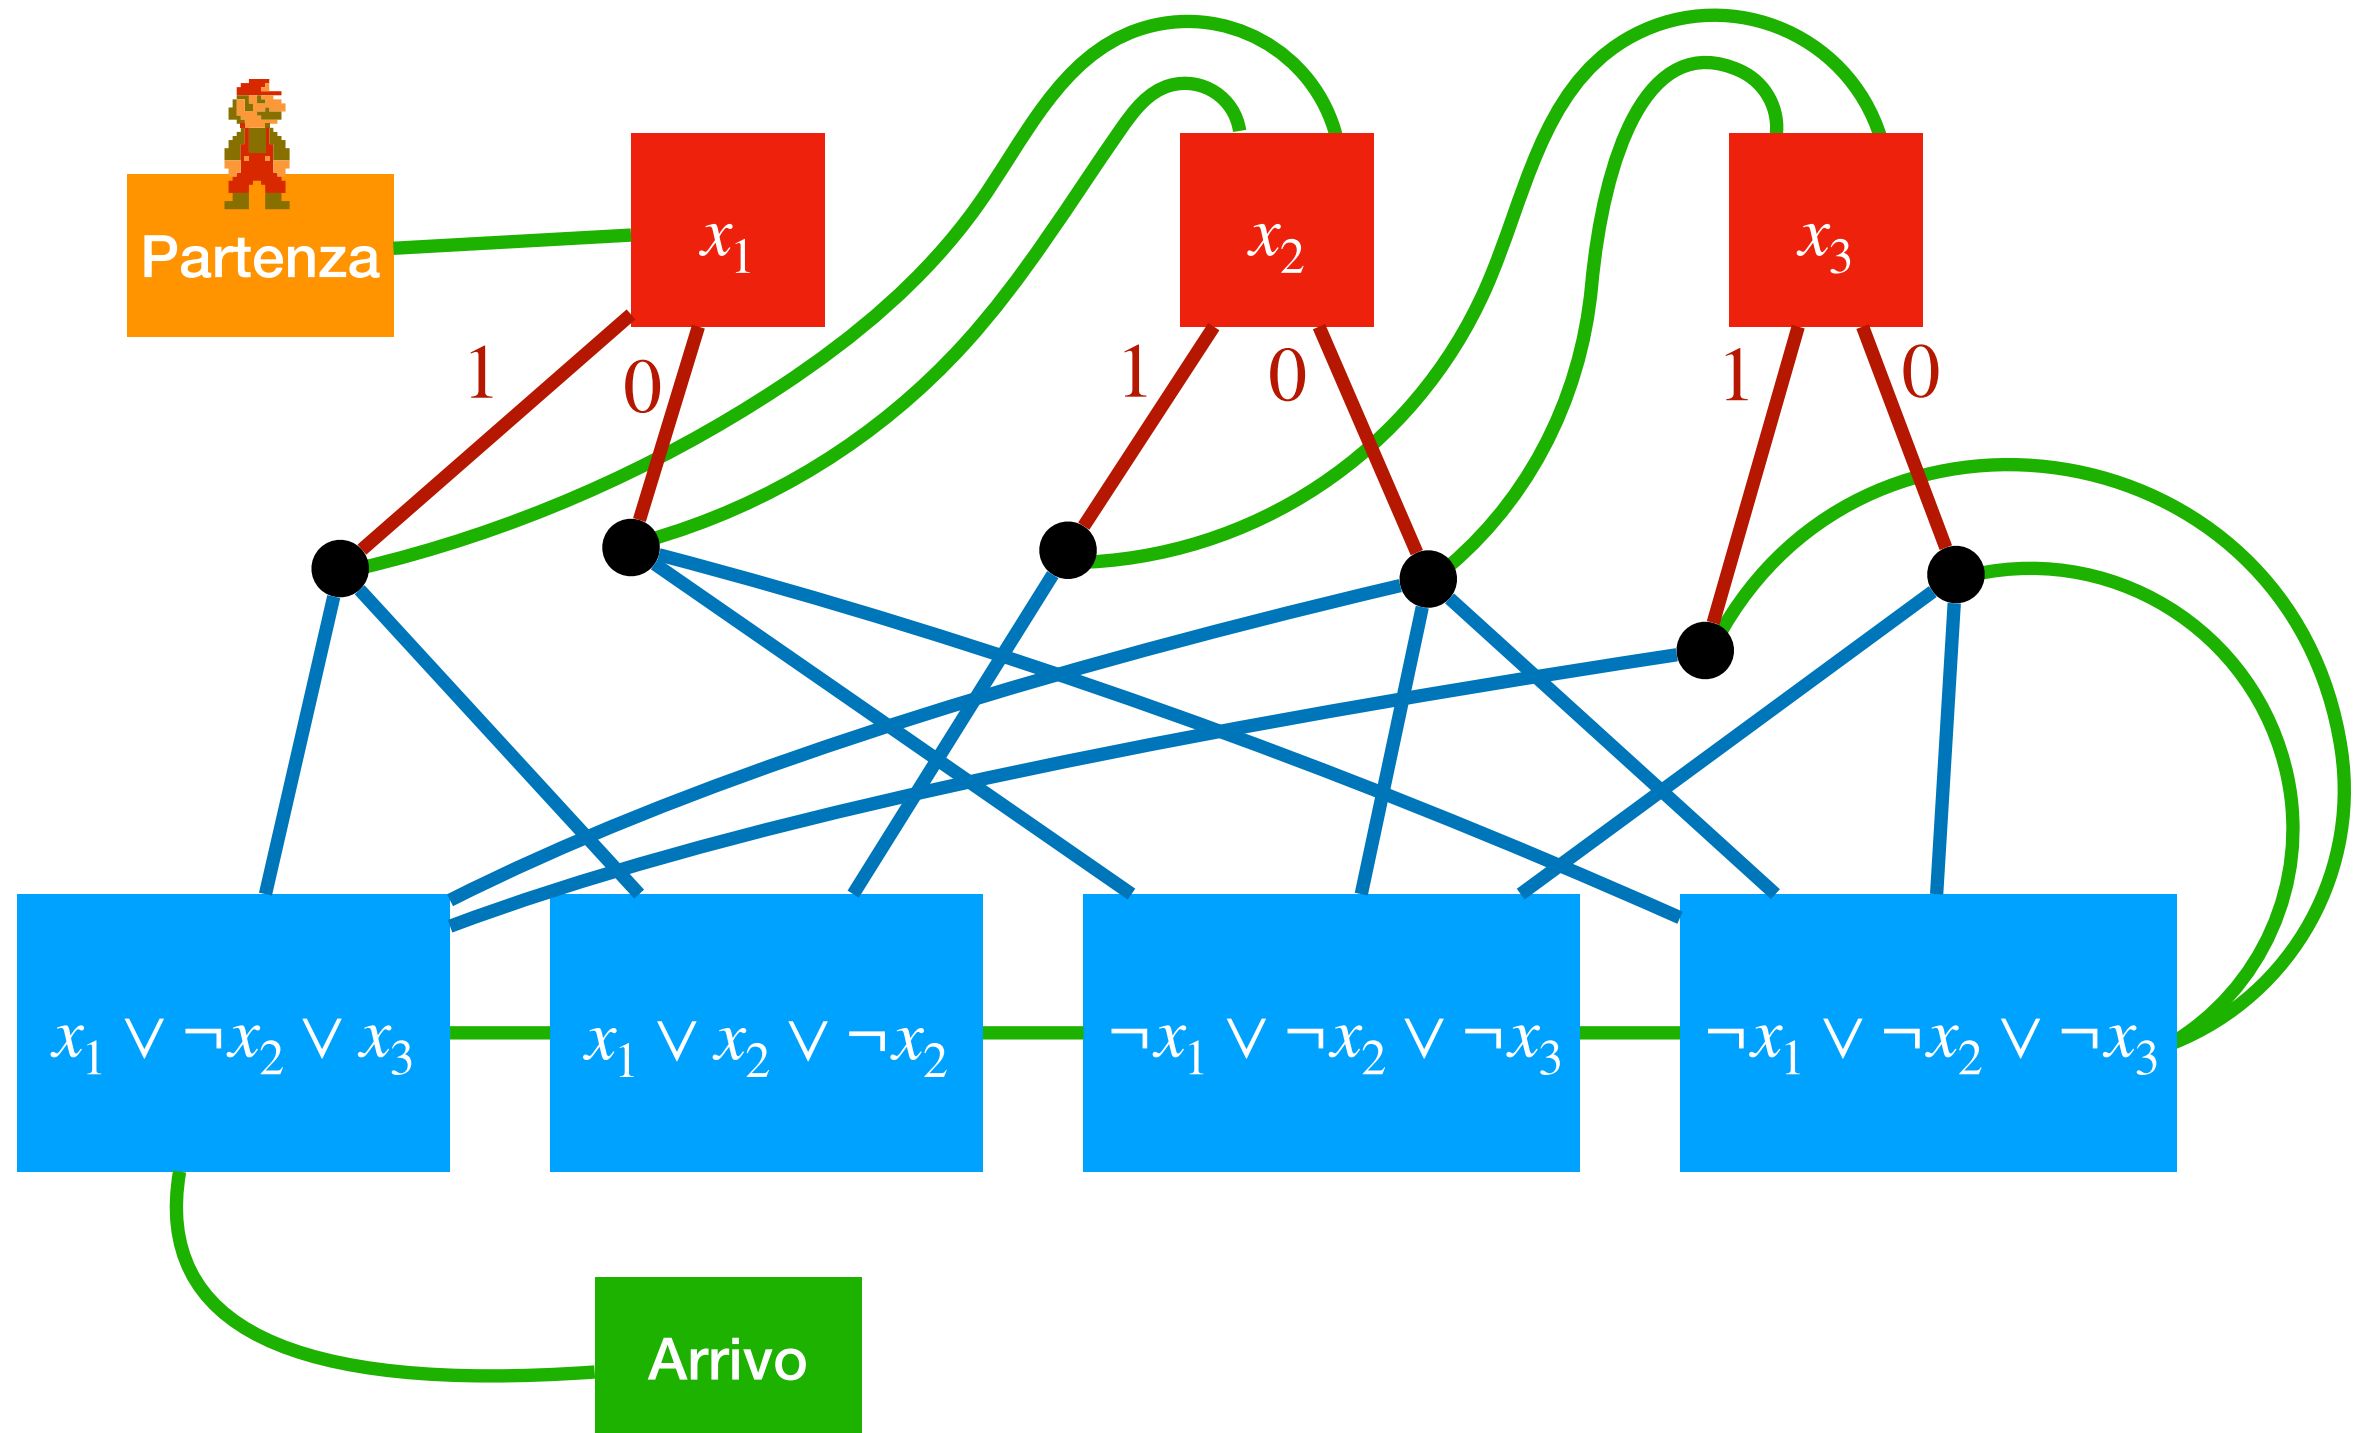 Partenza
x₁
x₂
x₃
1
0
1
0
1
0
x₁ ∨ ¬x₂ ∨ x₃
x₁ ∨ x₂ ∨ ¬x₂
¬x₁ ∨ ¬x₂ ∨ ¬x₃
¬x₁ ∨ ¬x₂ ∨ ¬x₃
Arrivo